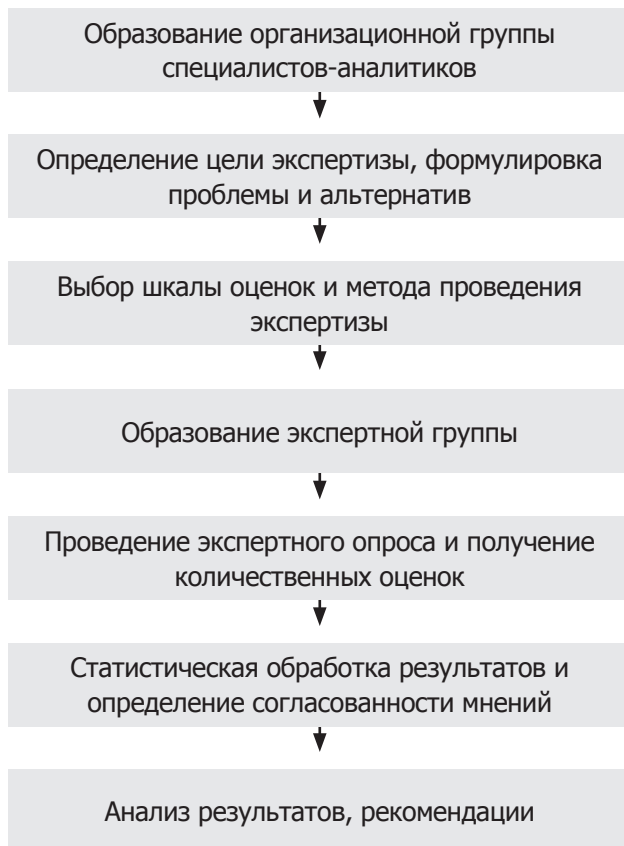 Образование организационной группы
специалистов-аналитиков
Определение цели экспертизы, формулировка
проблемы и альтернатив
Выбор шкалы оценок и метода проведения
экспертизы
Образование экспертной группы
Проведение экспертного опроса и получение
количественных оценок
Статистическая обработка результатов и
определение согласованности мнений
Анализ результатов, рекомендации